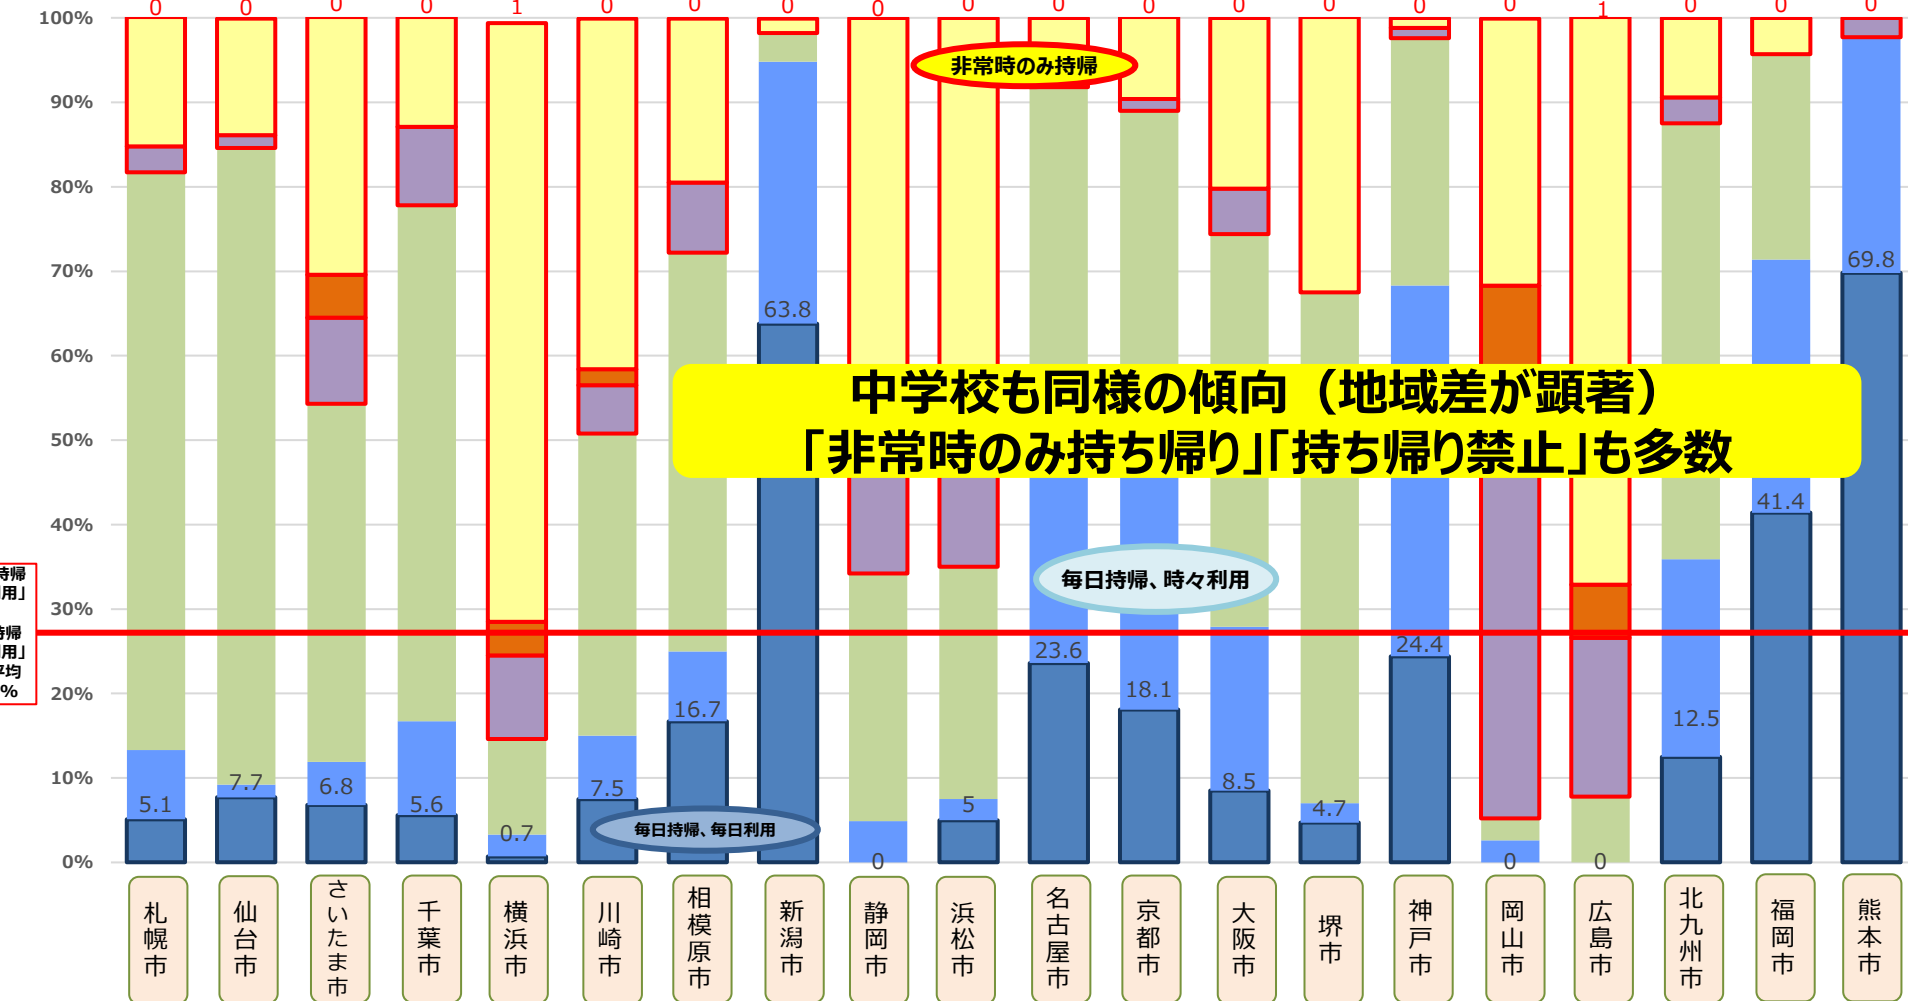 0 0 0 0 1 0 0 0 0 0 0 0 0 0 0 0 1 0 0 0
100%
90%
80%
70%
60%
50%
40%
30%
20%
10%
0%
非常時のみ持帰
69.8
63.8
中学校も同様の傾向（地域差が顕著）
「非常時のみ持ち帰り」「持ち帰り禁止」も多数
41.4
毎日持帰、時々利用
持帰
用」
持帰
用」
平均
%
23.6
24.4
18.1
16.7
12.5
5.1
7.7
6.8
5.6
0.7
7.5
毎日持帰、毎日利用
0
5
8.5
4.7
0
0
札幌市
仙台市
さいたま市
千葉市
横浜市
川崎市
相模原市
新潟市
静岡市
浜松市
名古屋市
京都市
大阪市
堺市
神戸市
岡山市
広島市
北九州市
福岡市
熊本市